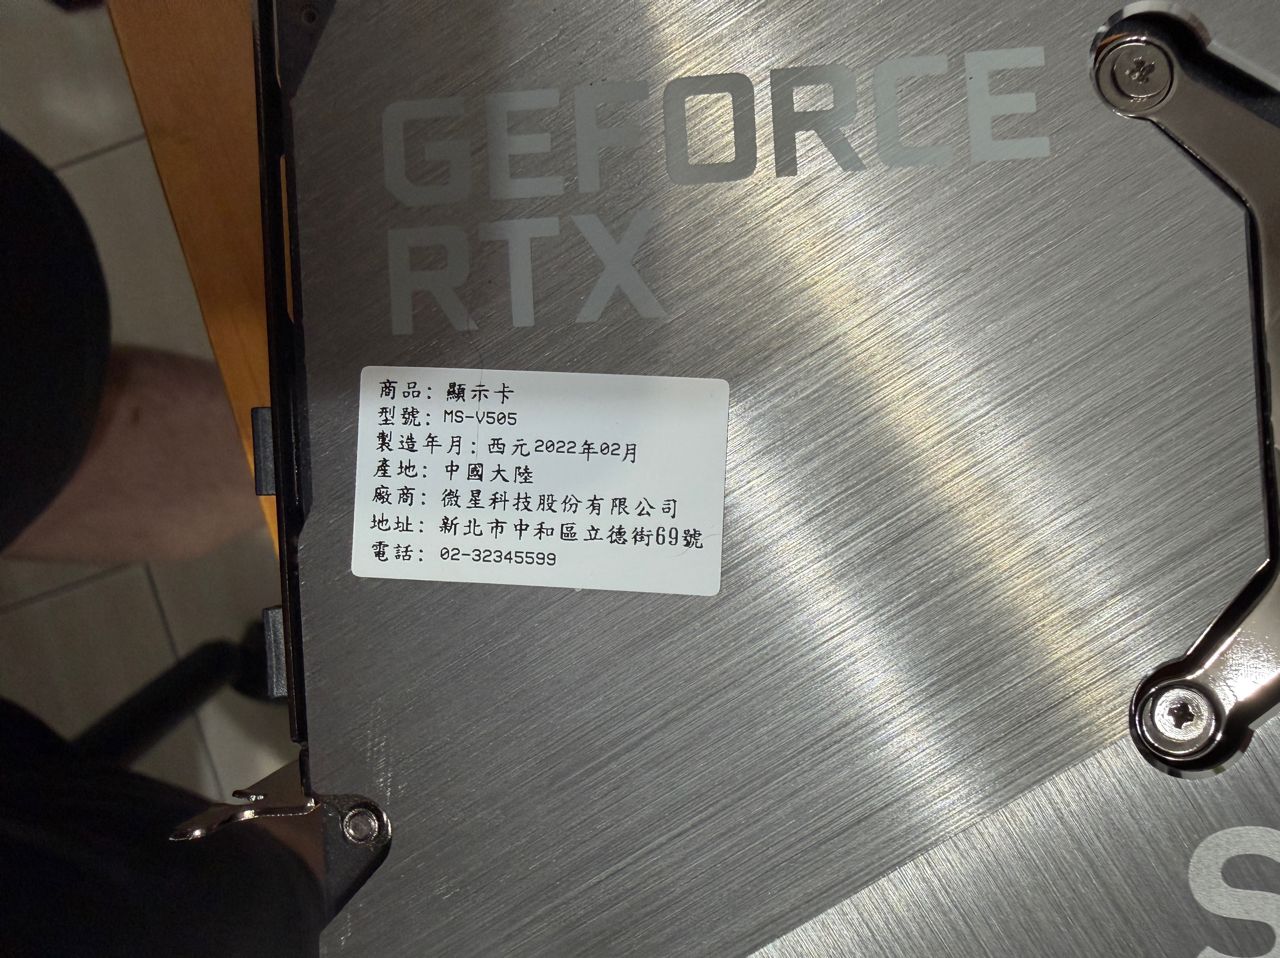 GEFORCE
RTX
商品: 顯示卡
型號: MS-V505
製造年月: 西元2022年02月
產地: 中國大陸
廠商: 微星科技股份有限公司
地址: 新北市中和區立德街69號
電話: 02-32345599
S